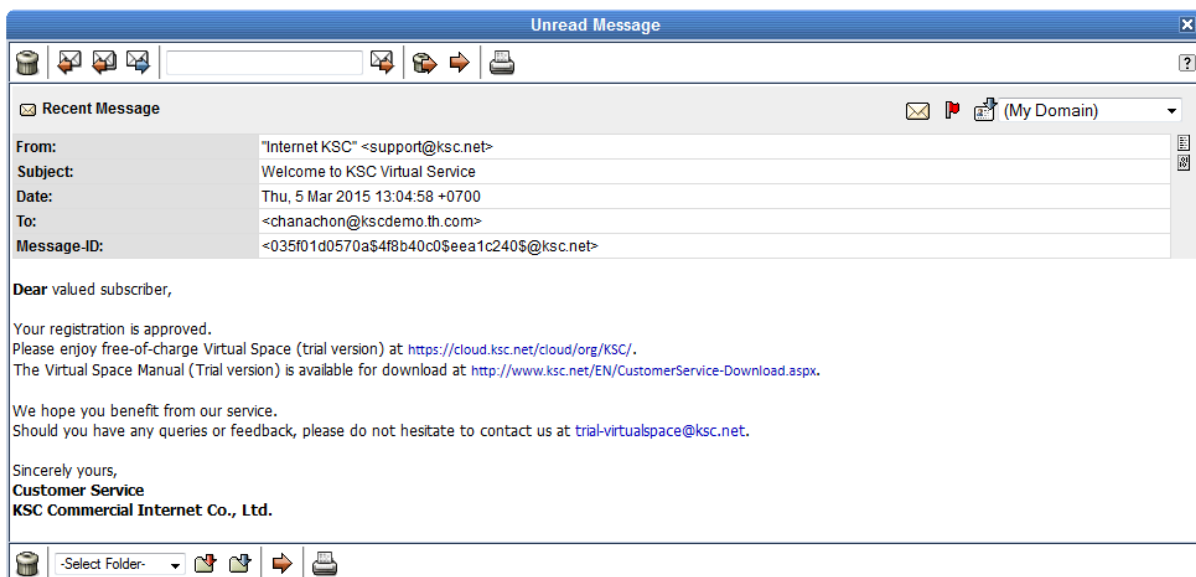 Unread Message
Recent Message
(My Domain)
From: "Internet KSC" <support@ksc.net>
Subject: Welcome to KSC Virtual Service
Date: Thu, 5 Mar 2015 13:04:58 +0700
To: <chanachon@kscdemo.th.com>
Message-ID: <035f01d0570a$4f8b40c0$eea1c240$@ksc.net>
Dear valued subscriber,
Your registration is approved.
Please enjoy free-of-charge Virtual Space (trial version) at https://cloud.ksc.net/cloud/org/KSC/.
The Virtual Space Manual (Trial version) is available for download at http://www.ksc.net/EN/CustomerService-Download.aspx.
We hope you benefit from our service.
Should you have any queries or feedback, please do not hesitate to contact us at trial-virtualspace@ksc.net.
Sincerely yours,
Customer Service
KSC Commercial Internet Co., Ltd.
-Select Folder-